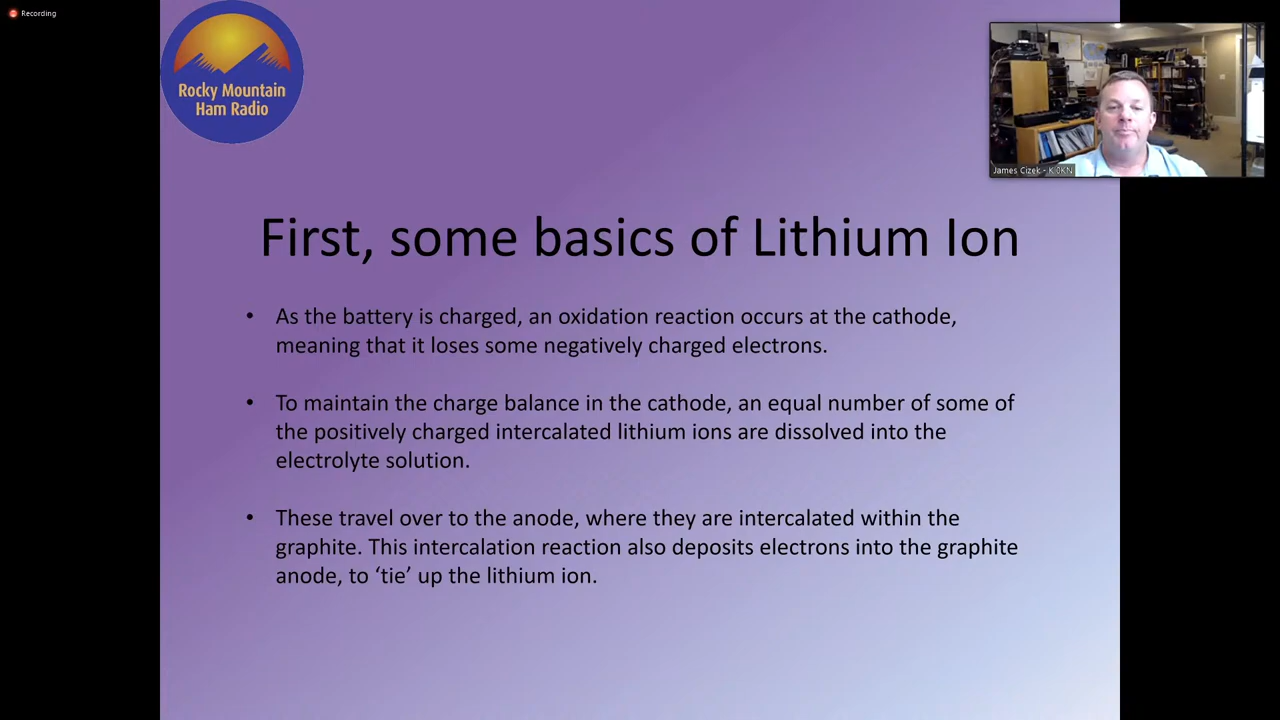 Recording
Rocky Mountain
Ham Radio
James Cizek - KI0KN
First, some basics of Lithium Ion
• As the battery is charged, an oxidation reaction occurs at the cathode,
meaning that it loses some negatively charged electrons.
• To maintain the charge balance in the cathode, an equal number of some of
the positively charged intercalated lithium ions are dissolved into the
electrolyte solution.
• These travel over to the anode, where they are intercalated within the
graphite. This intercalation reaction also deposits electrons into the graphite
anode, to ‘tie’ up the lithium ion.